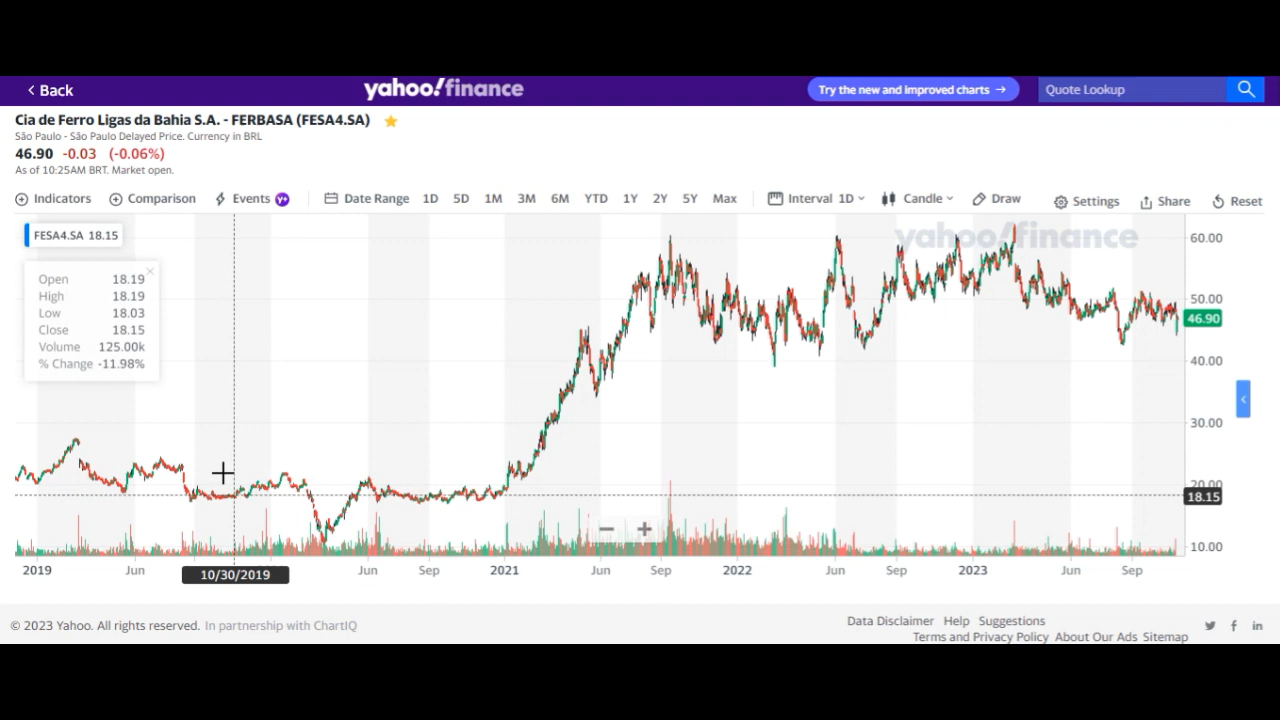 < Back yahoo!finance Try the new and improved charts → Quote Lookup
Cia de Ferro Ligas da Bahia S.A. - FERBASA (FESA4.SA)
São Paulo - São Paulo Delayed Price. Currency in BRL
46.90 -0.03 (-0.06%)
As of 10:25AM BRT. Market open.
Indicators Comparison Events Y+ Date Range 1D 5D 1M 3M 6M YTD 1Y 2Y 5Y Max Interval 1D Candle Draw Settings Share Reset
FESA4.SA 18.15
yahoo!finance
Open 18.19
High 18.19
Low 18.03
Close 18.15
Volume 125.00k
% Change -11.98%
60.00
50.00
46.90
40.00
30.00
20.00
18.15
10.00
2019 Jun 10/30/2019 Jun Sep 2021 Jun Sep 2022 Jun Sep 2023 Jun Sep
© 2023 Yahoo. All rights reserved. In partnership with ChartIQ
Data Disclaimer Help Suggestions
Terms and Privacy Policy About Our Ads Sitemap